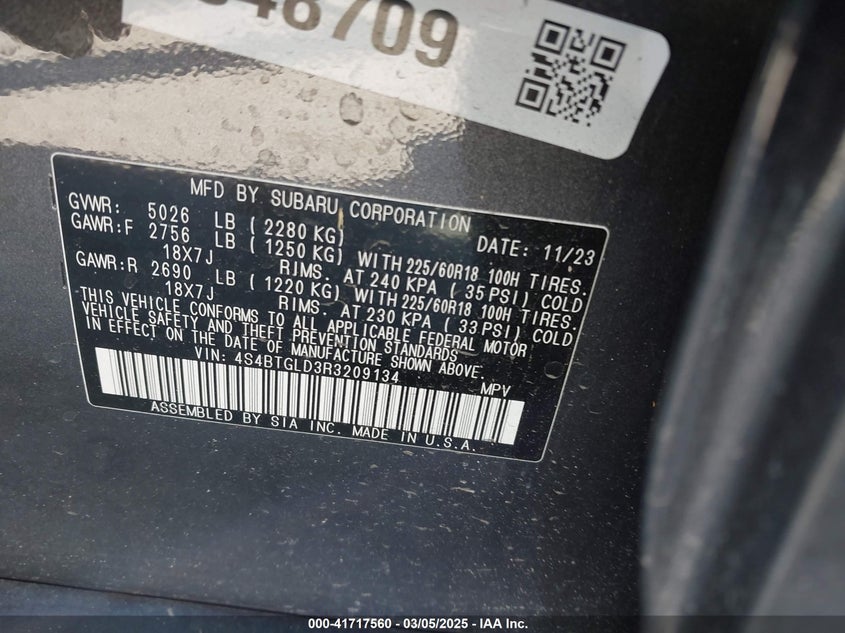 48709
MFD BY SUBARU CORPORATION
GVWR: 5026 LB ( 2280 KG) DATE: 11/23
GAWR:F 2756 LB ( 1250 KG) WITH 225/60R18 100H TIRES.
18X7J RIMS. AT 240 KPA ( 35 PSI) COLD
GAWR:R 2690 LB ( 1220 KG) WITH 225/60R18 100H TIRES.
18X7J RIMS. AT 230 KPA ( 33 PSI) COLD
THIS VEHICLE CONFORMS TO ALL APPLICABLE FEDERAL MOTOR
VEHICLE SAFETY AND THEFT PREVENTION STANDARDS
IN EFFECT ON THE DATE OF MANUFACTURE SHOWN ABOVE.
VIN: 4S4BTGLD3R3209134 MPV
ASSEMBLED BY SIA INC. MADE IN U.S.A.
000-41717560 - 03/05/2025 - IAA Inc.